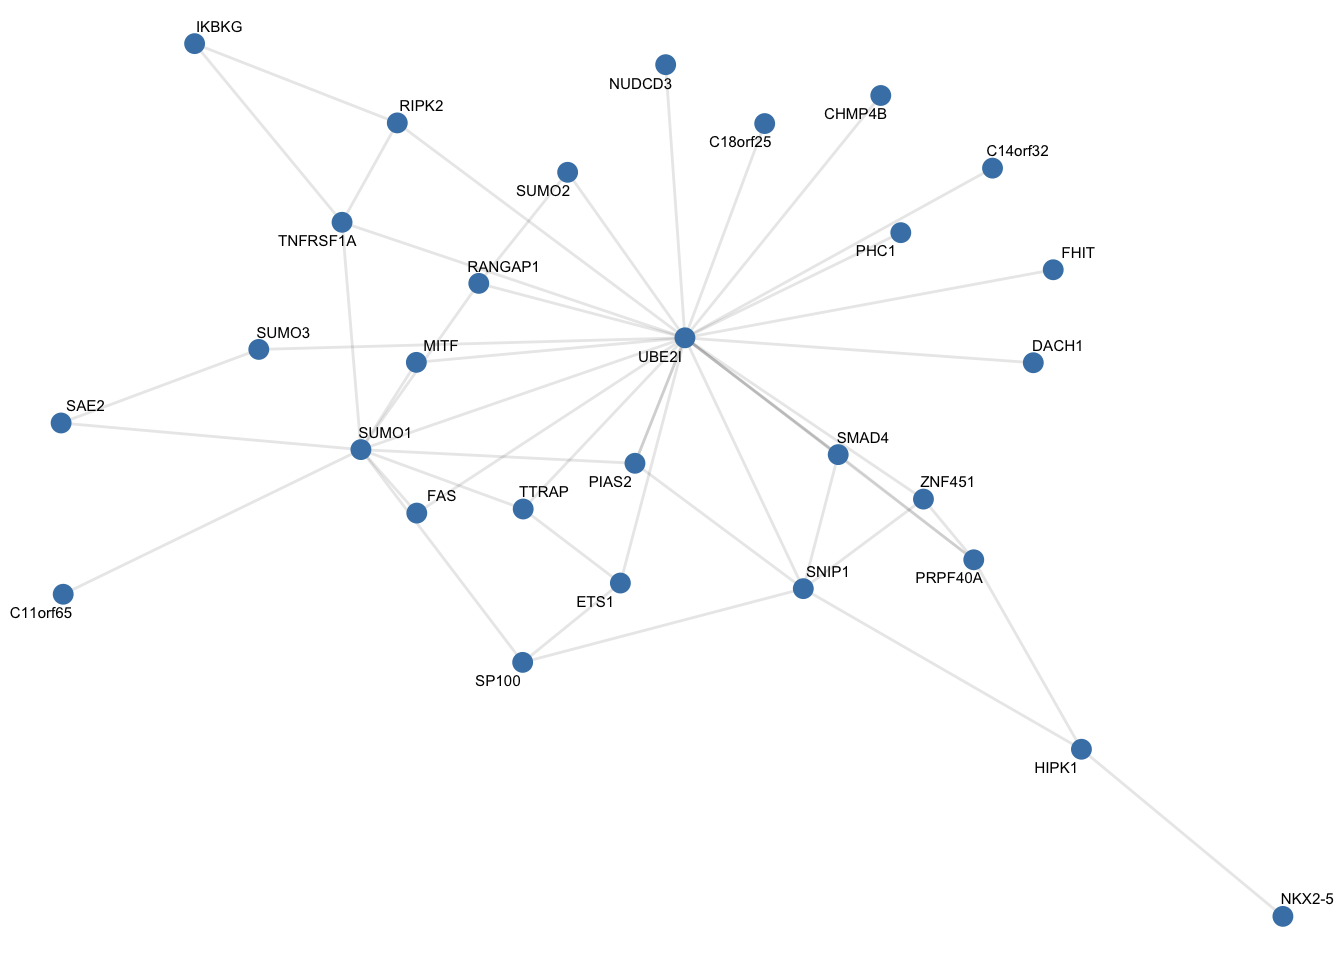 IKBKG
NUDCD3
RIPK2
CHMP4B
C18orf25
C14orf32
SUMO2
TNFRSF1A
PHC1
FHIT
RANGAP1
SUMO3
MITF
UBE2I
DACH1
SAE2
SUMO1
SMAD4
PIAS2
ZNF451
FAS
TTRAP
SNIP1
PRPF40A
ETS1
C11orf65
SP100
HIPK1
NKX2-5